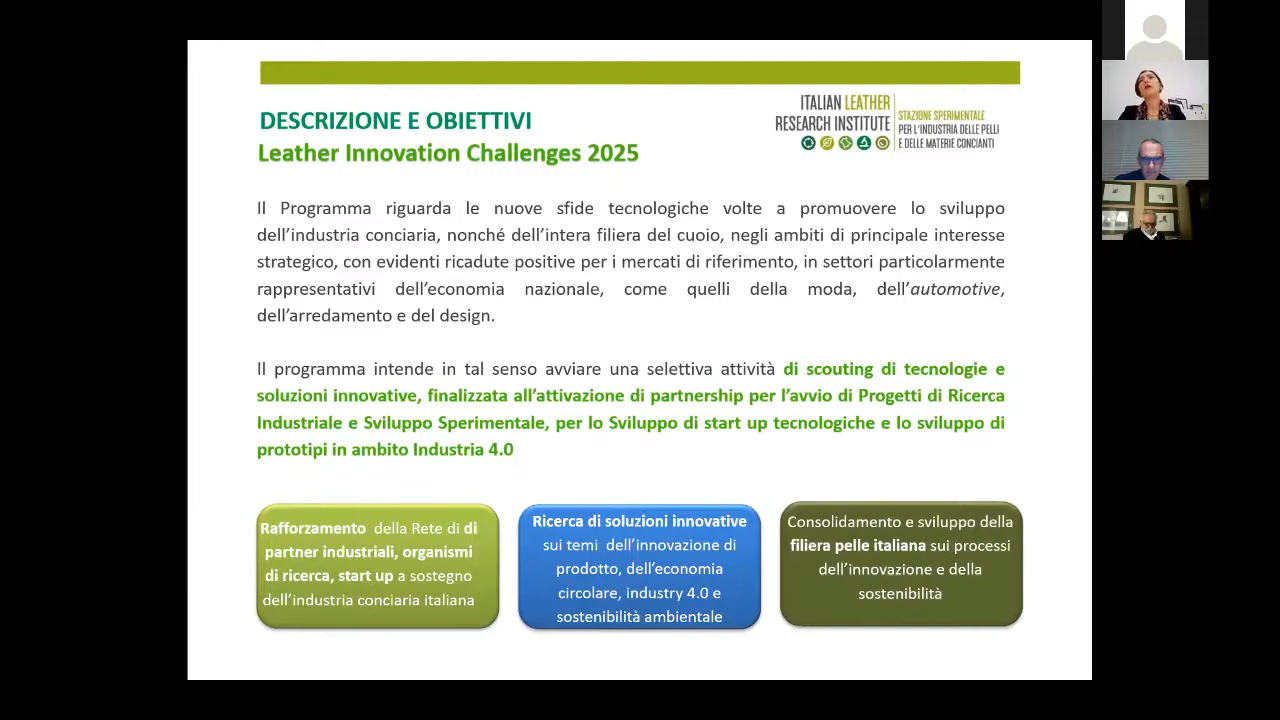 DESCRIZIONE E OBIETTIVI
Leather Innovation Challenges 2025
ITALIAN LEATHER
RESEARCH INSTITUTE
STAZIONE SPERIMENTALE
PER L'INDUSTRIA DELLE PELLI
E DELLE MATERIE CONCIANTI
Il Programma riguarda le nuove sfide tecnologiche volte a promuovere lo sviluppo
dell'industria conciaria, nonché dell'intera filiera del cuoio, negli ambiti di principale interesse
strategico, con evidenti ricadute positive per i mercati di riferimento, in settori particolarmente
rappresentativi dell'economia nazionale, come quelli della moda, dell'automotive,
dell'arredamento e del design.
Il programma intende in tal senso avviare una selettiva attività di scouting di tecnologie e
soluzioni innovative, finalizzata all'attivazione di partnership per l'avvio di Progetti di Ricerca
Industriale e Sviluppo Sperimentale, per lo Sviluppo di start up tecnologiche e lo sviluppo di
prototipi in ambito Industria 4.0
Rafforzamento della Rete di di
partner industriali, organismi
di ricerca, start up a sostegno
dell'industria conciaria italiana
Ricerca di soluzioni innovative
sui temi dell'innovazione di
prodotto, dell'economia
circolare, industry 4.0 e
sostenibilità ambientale
Consolidamento e sviluppo della
filiera pelle italiana sui processi
dell'innovazione e della
sostenibilità